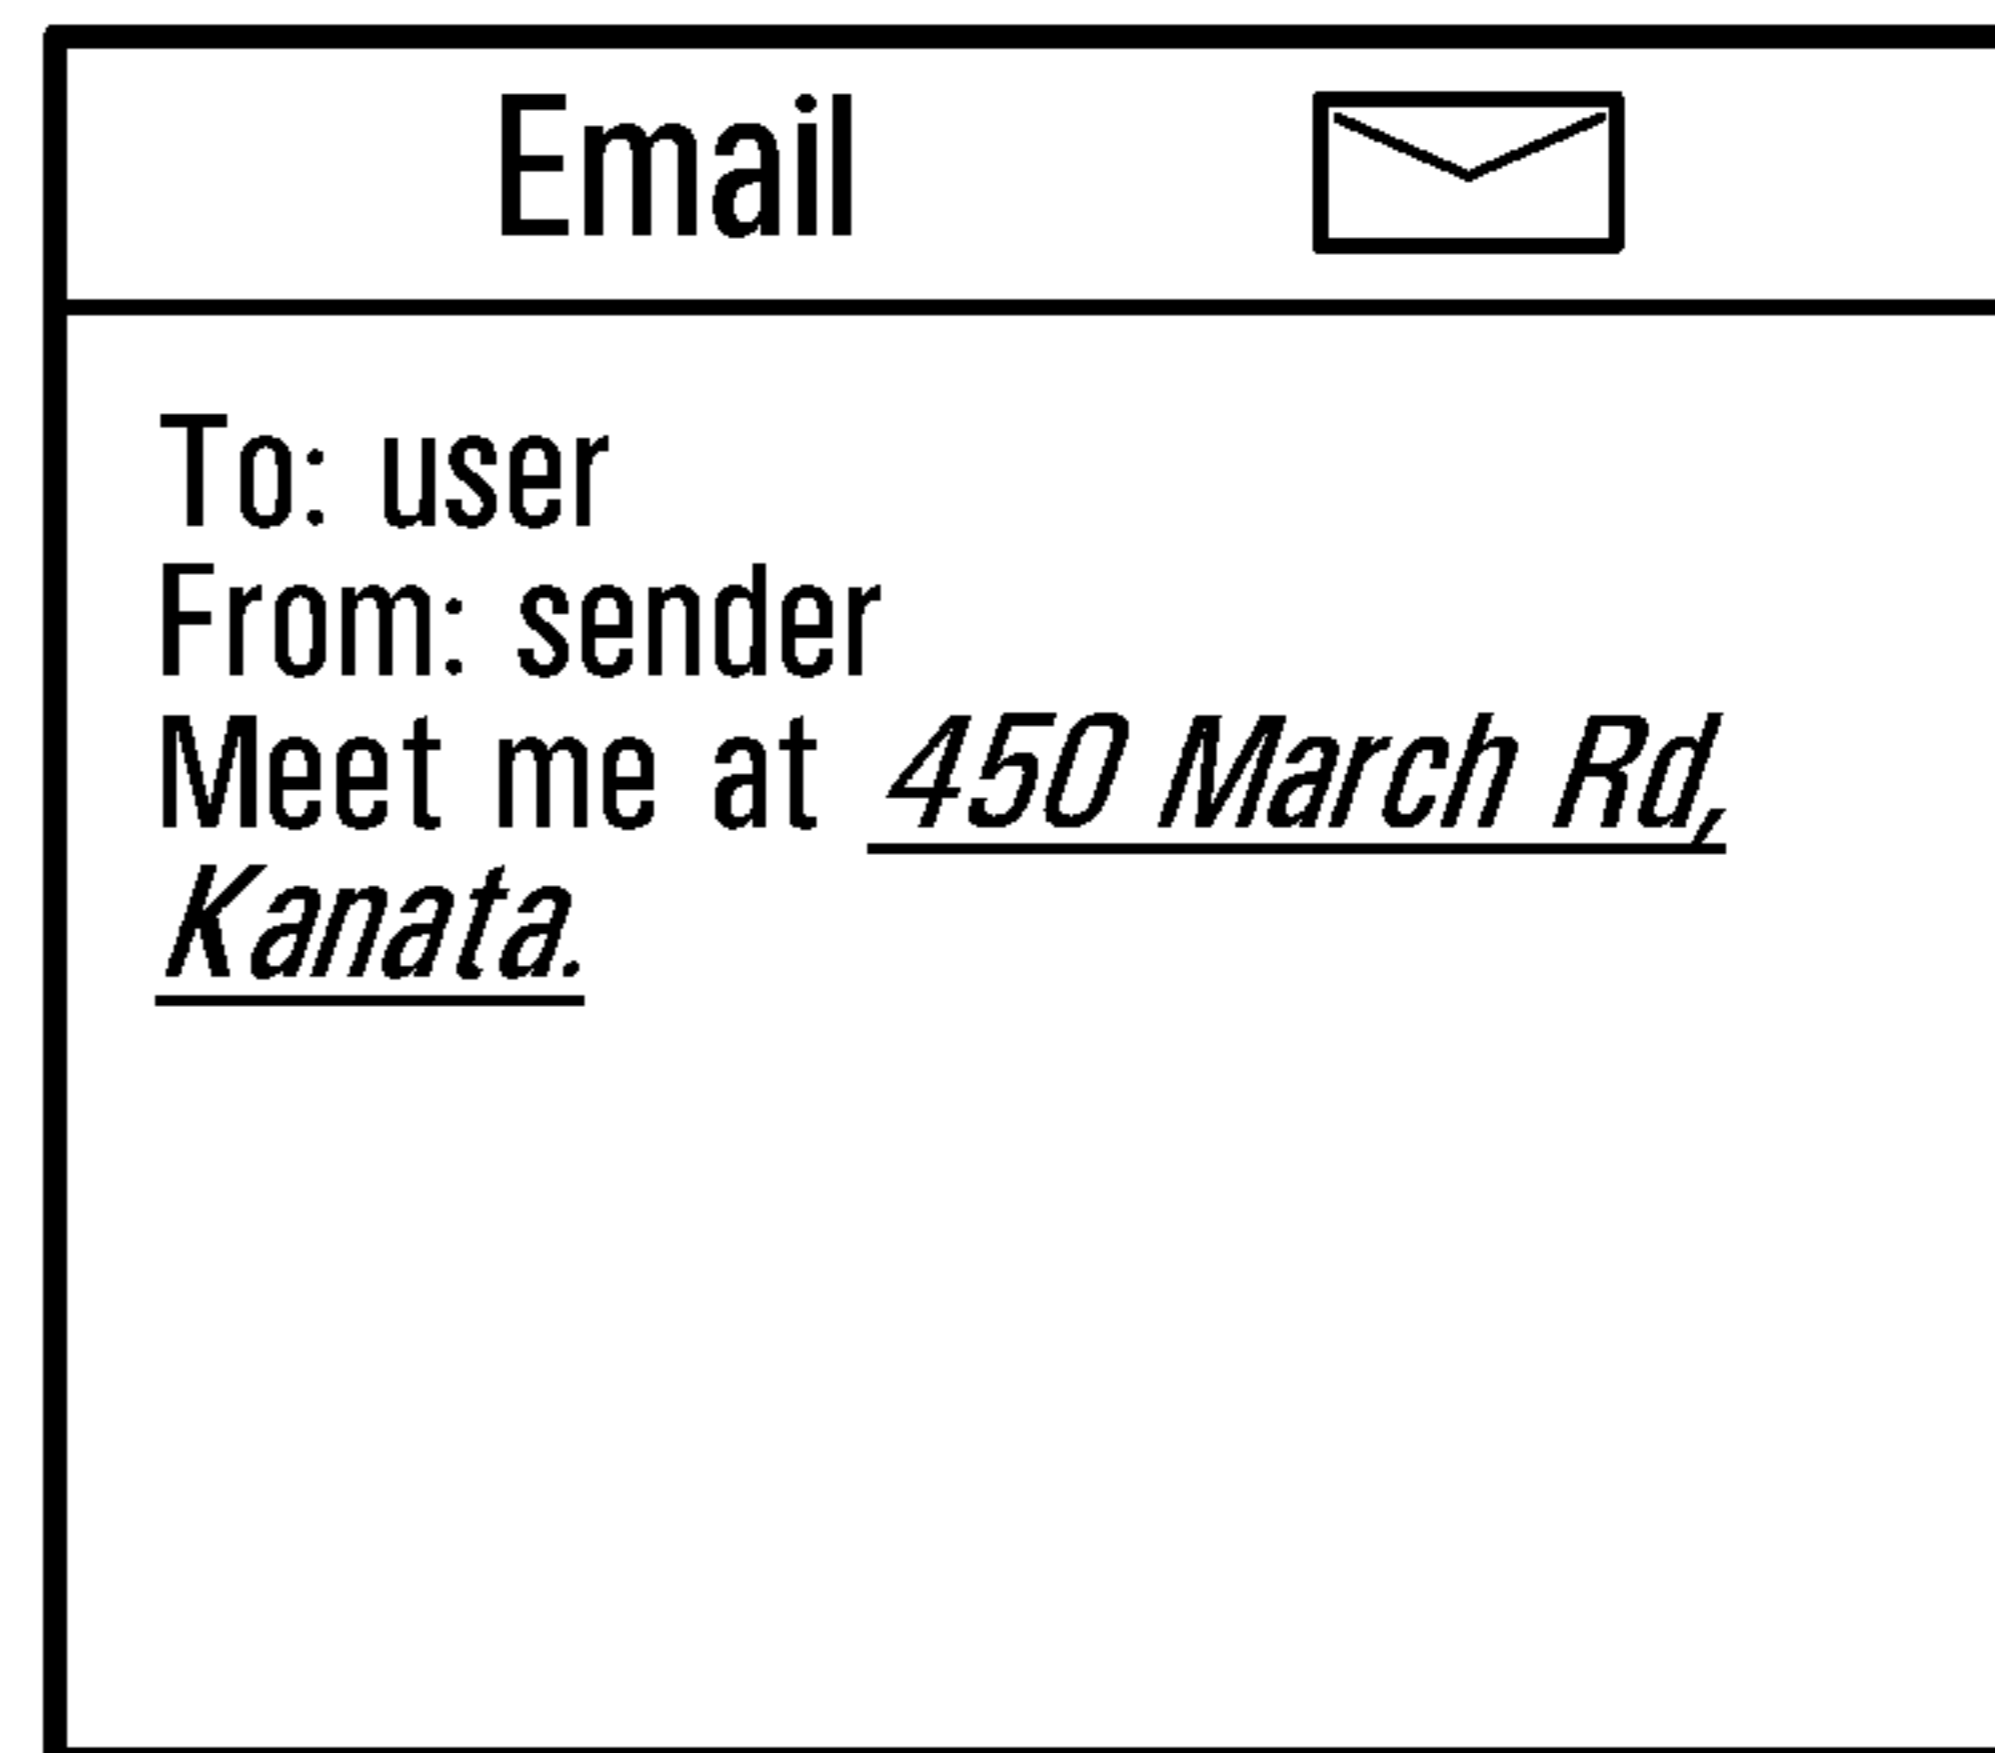 Email
To: user
From: sender
Meet me at 450 March Rd,
Kanata.